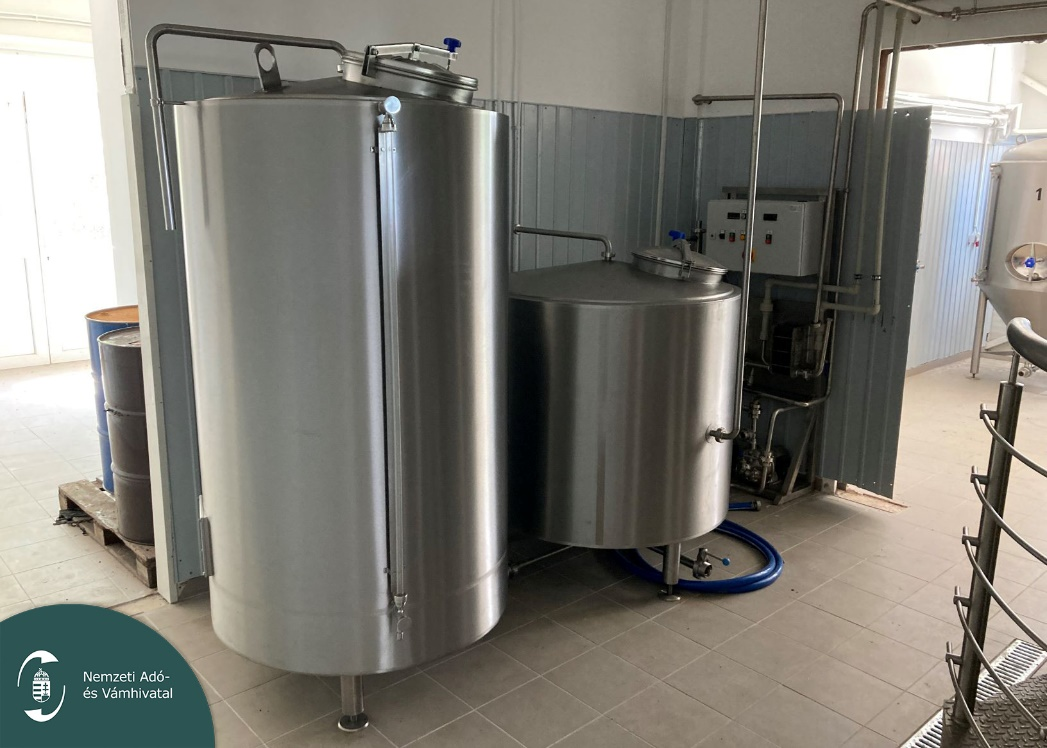 1
Nemzeti Adó-
és Vámhivatal